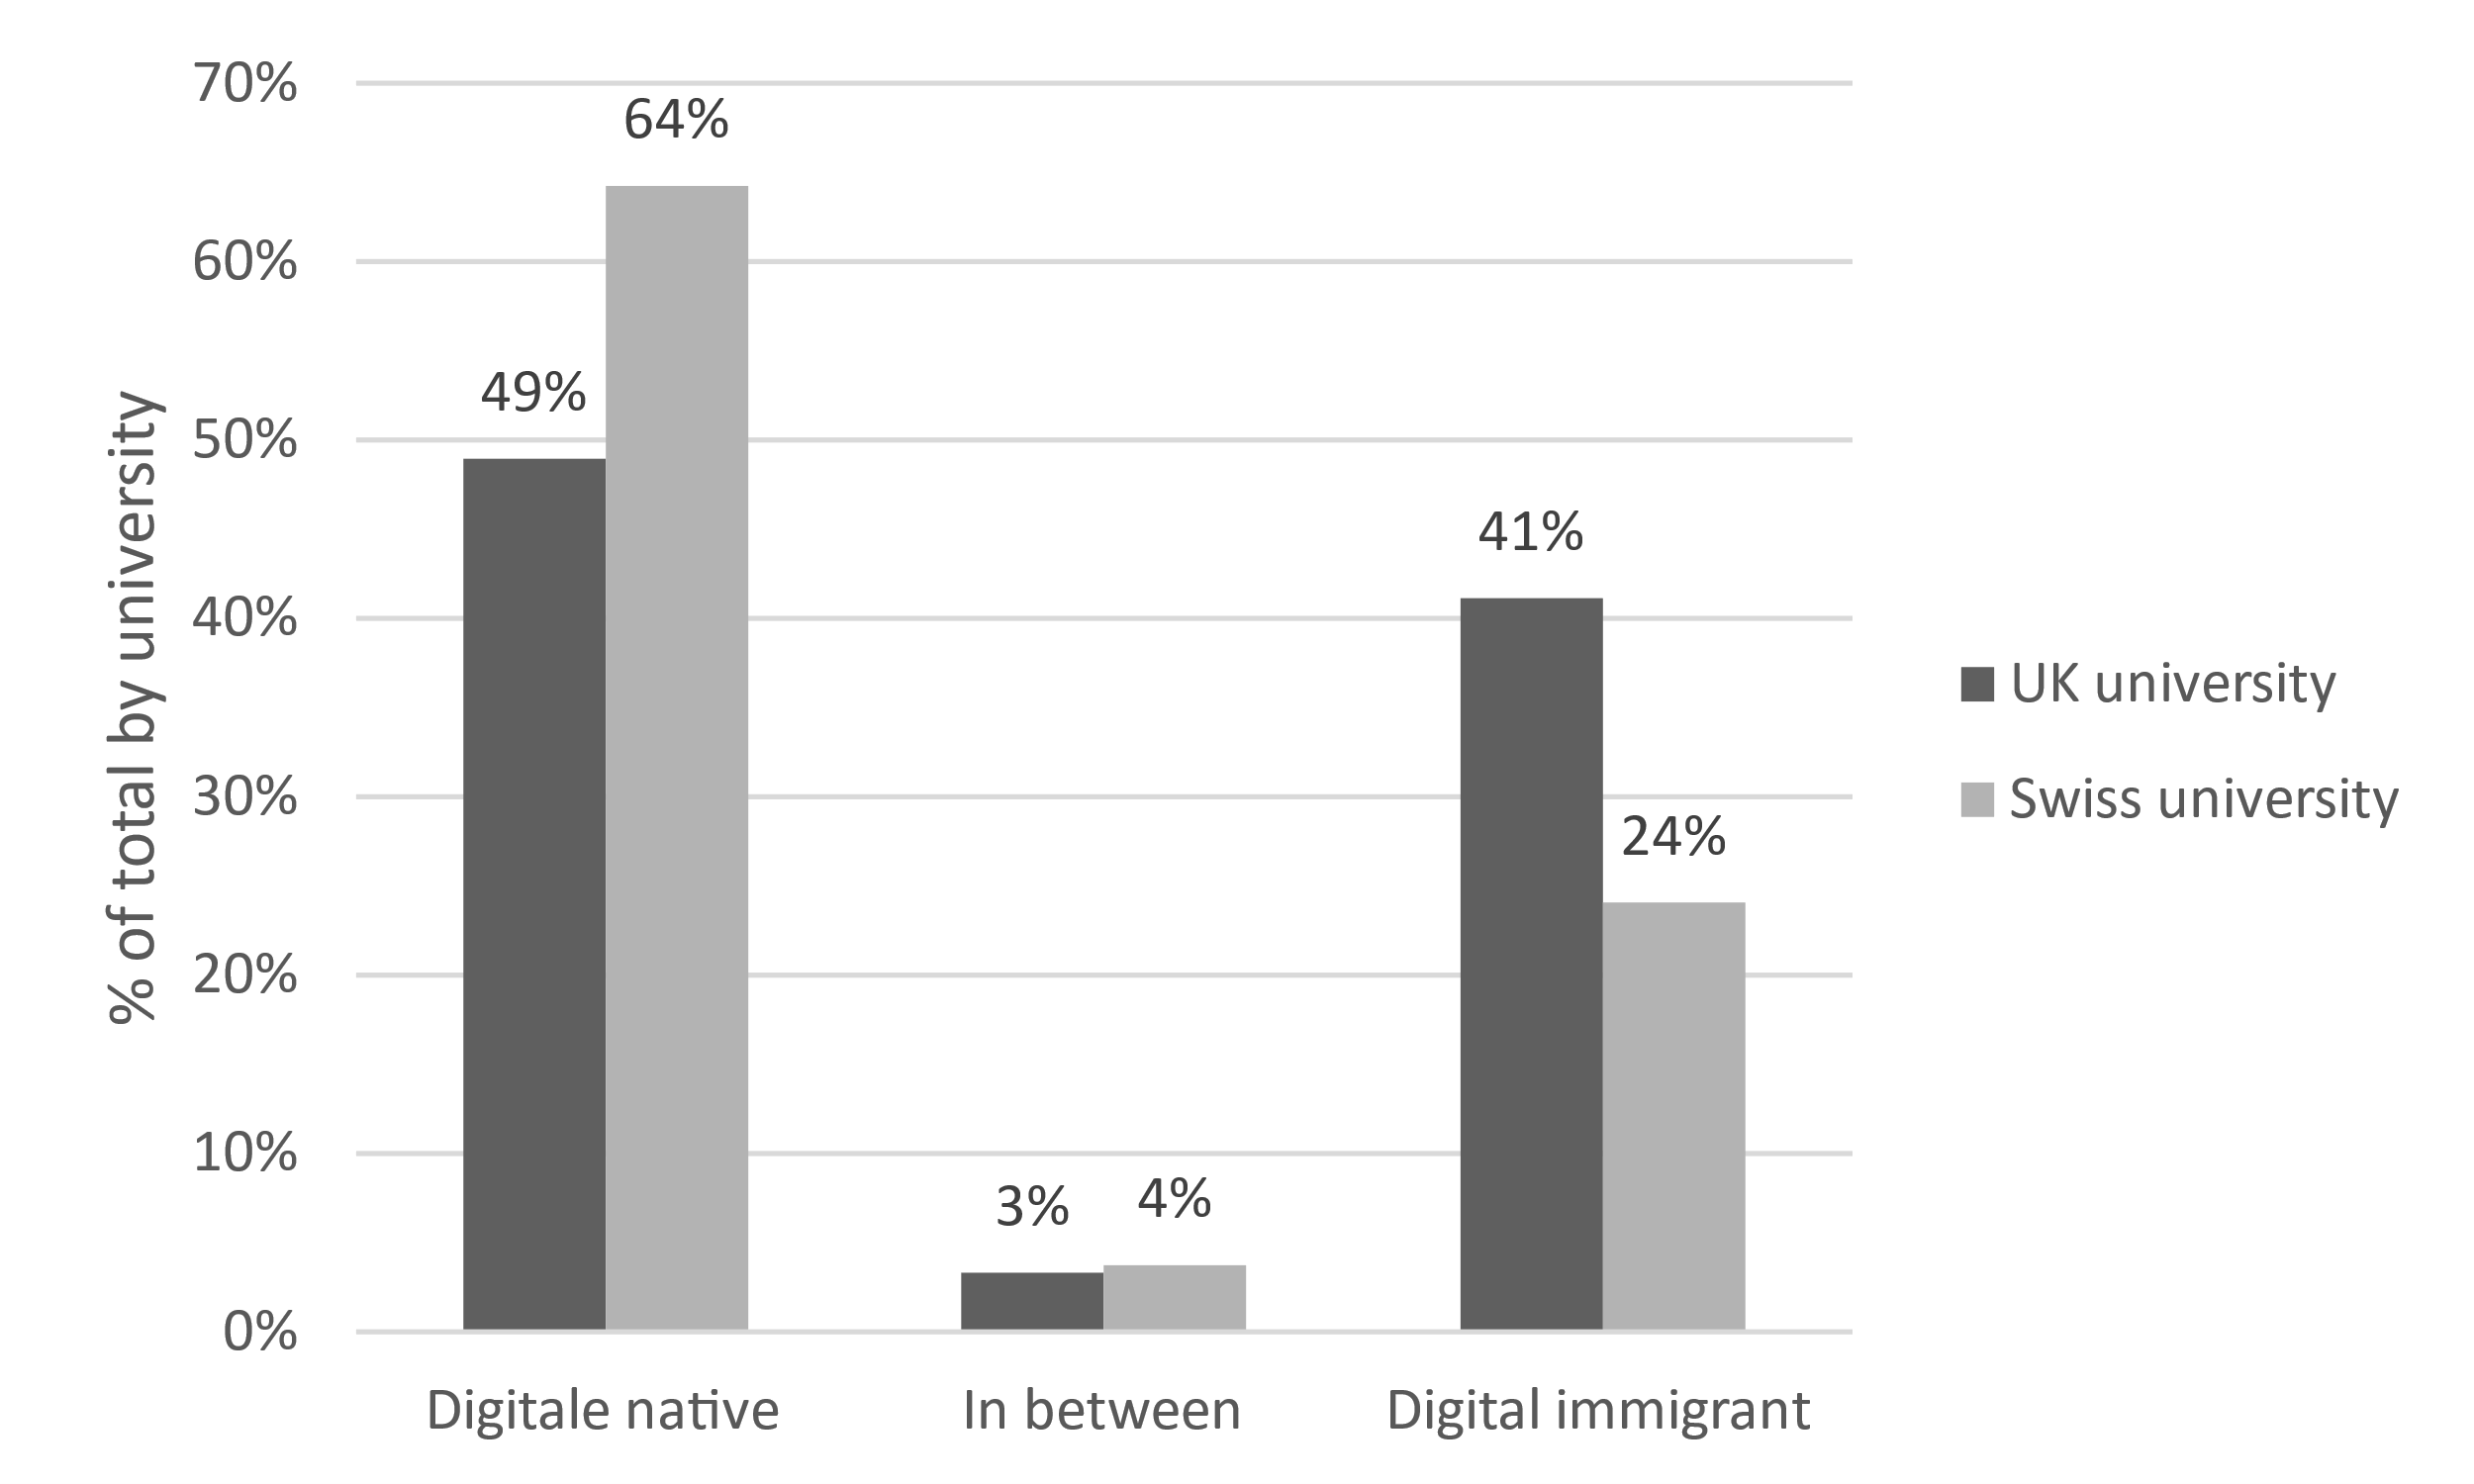 % of total by university
70%
60%
50%
40%
30%
20%
10%
0%
49%
64%
3%
4%
41%
24%
Digitale native
In between
Digital immigrant
UK university
Swiss university